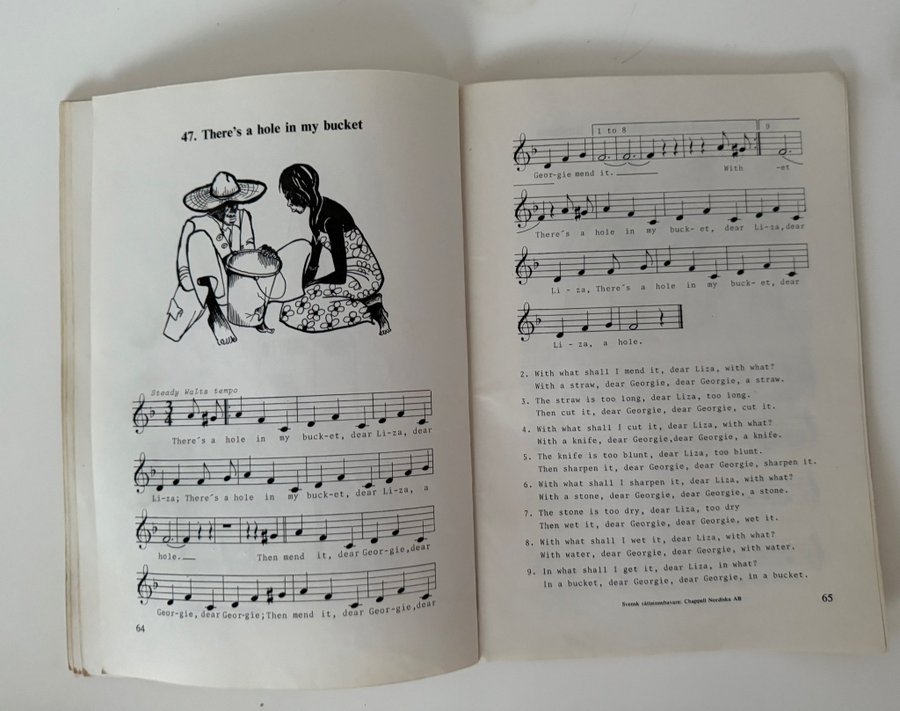 47. There's a hole in my bucket
Steady Walts tempo
There's a hole in my buck-et, dear Li-za, dear
Li-za; There's a hole in my buck-et, dear Li-za, a
hole.___ Then mend it, dear Geor-gie,dear
Geor-gie, dear Geor-gie;Then mend it, dear Geor-gie,dear
64
1 to 8 9
Geor-gie mend it.______ With -et
There's a hole in my buck-et, dear Li-za,dear
Li-za, There's a hole in my buck-et, dear
Li-za, a hole.
2. With what shall I mend it, dear Liza, with what?
With a straw, dear Georgie, dear Georgie, a straw.
3. The straw is too long, dear Liza, too long.
Then cut it, dear Georgie, dear Georgie, cut it.
4. With what shall I cut it, dear Liza, with what?
With a knife, dear Georgie,dear Georgie, a knife.
5. The knife is too blunt, dear Liza, too blunt.
Then sharpen it, dear Georgie, dear Georgie, sharpen it.
6. With what shall I sharpen it, dear Liza, with what?
With a stone, dear Georgie, dear Georgie, a stone.
7. The stone is too dry, dear Liza, too dry
Then wet it, dear Georgie, dear Georgie, wet it.
8. With what shall I wet it, dear Liza, with what?
With water, dear Georgie, dear Georgie, with water.
9. In what shall I get it, dear Liza, in what?
In a bucket, dear Georgie, dear Georgie, in a bucket.
Svensk rättsinnehavare: Chappell Nordiska AB
65